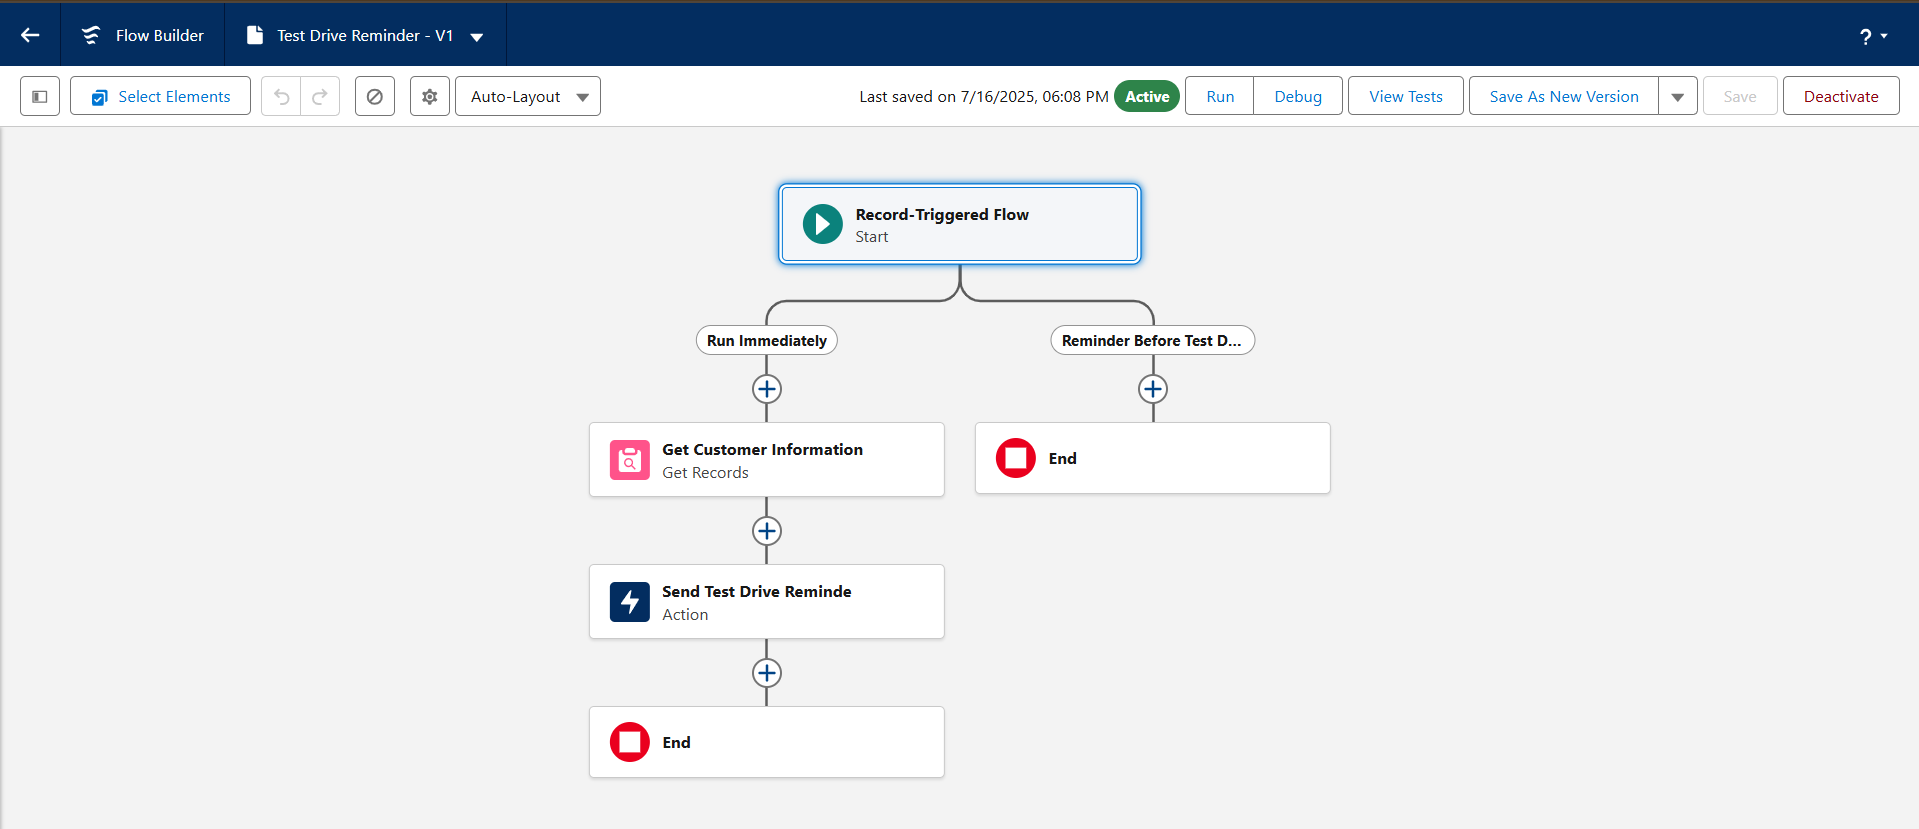 Flow Builder
Test Drive Reminder - V1
?
Select Elements
Auto-Layout
Last saved on 7/16/2025, 06:08 PM
Active
Run
Debug
View Tests
Save As New Version
Save
Deactivate
Record-Triggered Flow
Start
Run Immediately
Reminder Before Test D...
Get Customer Information
Get Records
End
Send Test Drive Reminde
Action
End